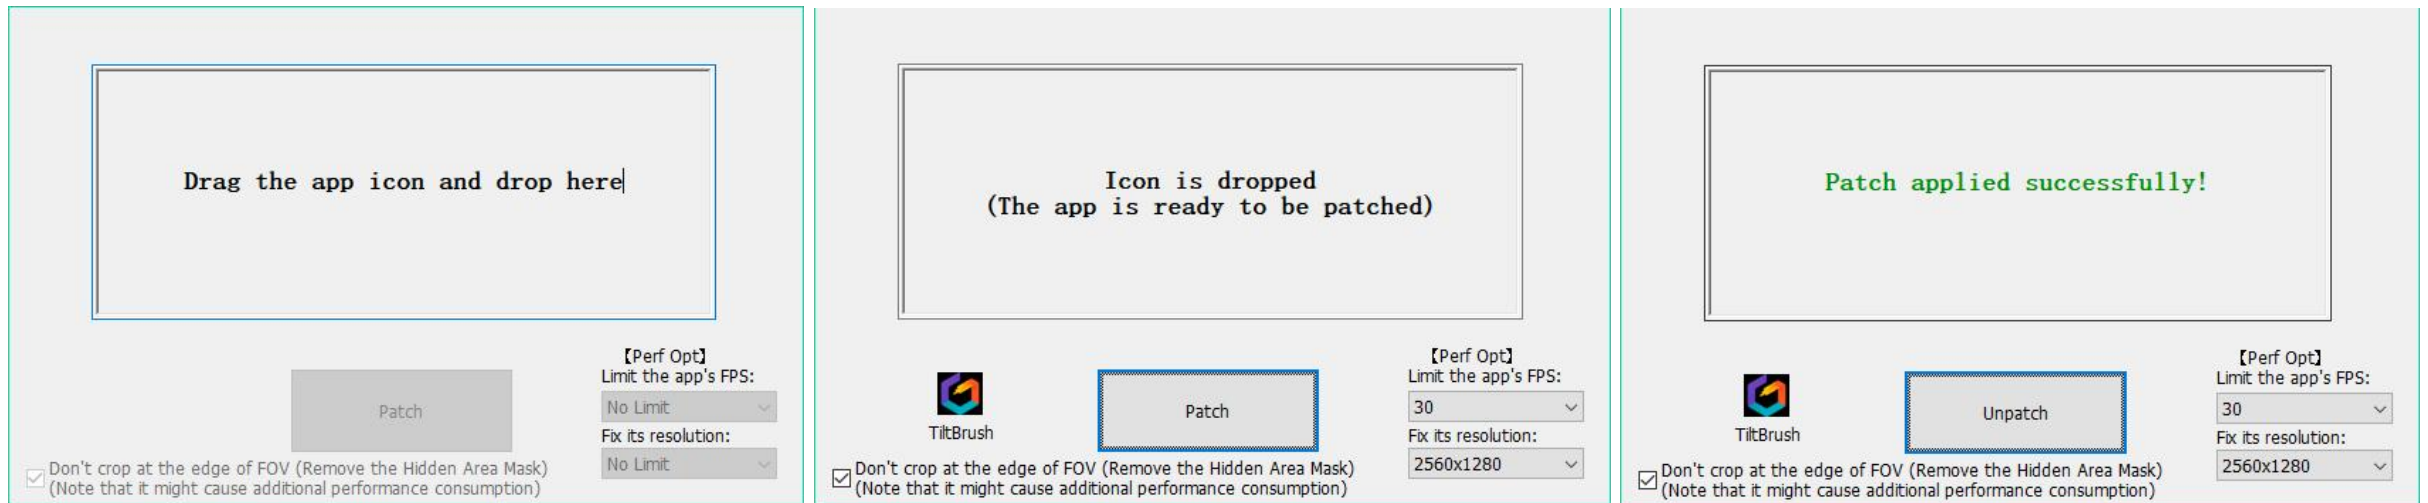 Drag the app icon and drop here
【Perf Opt】
Limit the app's FPS:
No Limit
Patch
Fix its resolution:
No Limit
Don't crop at the edge of FOV (Remove the Hidden Area Mask)
(Note that it might cause additional performance consumption)
Icon is dropped
(The app is ready to be patched)
【Perf Opt】
Limit the app's FPS:
30
Patch
TiltBrush
Fix its resolution:
2560x1280
Don't crop at the edge of FOV (Remove the Hidden Area Mask)
(Note that it might cause additional performance consumption)
Patch applied successfully!
【Perf Opt】
Limit the app's FPS:
30
Unpatch
TiltBrush
Fix its resolution:
2560x1280
Don't crop at the edge of FOV (Remove the Hidden Area Mask)
(Note that it might cause additional performance consumption)